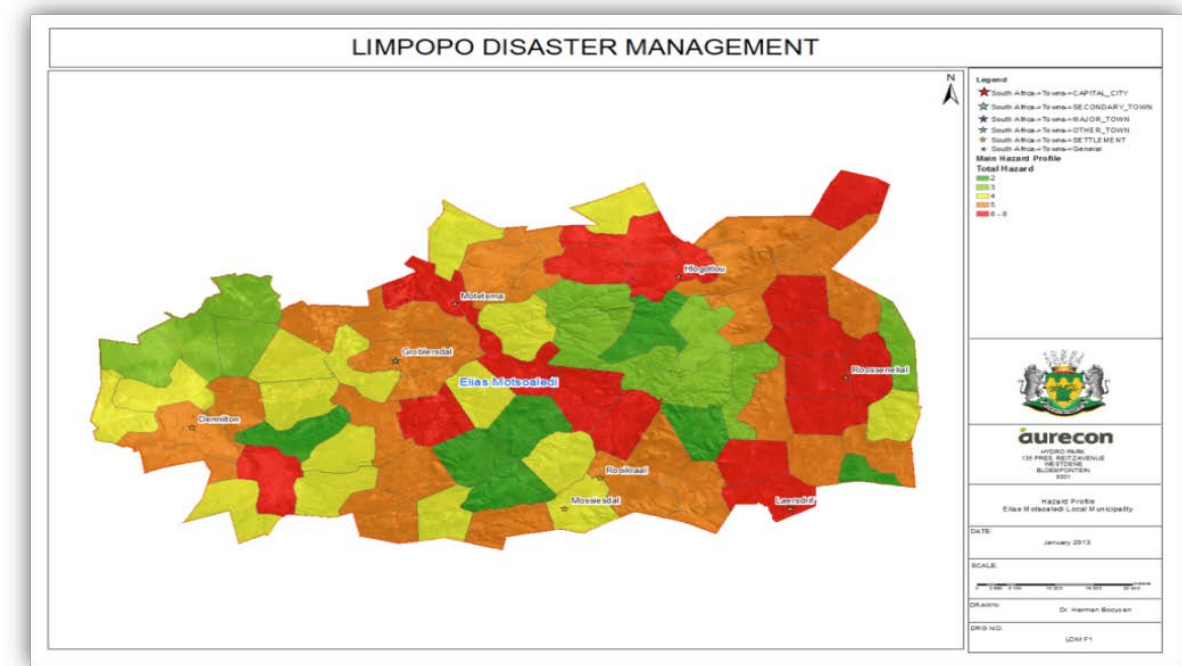 LIMPOPO DISASTER MANAGEMENT
N
Legend
South Africa->Towns->CAPITAL_CITY
South Africa->Towns->SECONDARY_TOWN
South Africa->Towns->MAJOR_TOWN
South Africa->Towns->OTHER_TOWN
South Africa->Towns->SETTLEMENT
South Africa->Towns->General
Main Hazard Profile
Total Hazard
2
3
4
5
6 - 8
Hlogotlou
Motetema
Groblersdal
Roossenekal
Elias Motsoaledi
Dennilton
Rooikraal
Mossiesdal
Laersdrif
aurecon
HYDRO PARK
135 PRES. REITZ AVENUE
WESTDENE
BLOEMFONTEIN
9301
Hazard Profile
Elias Motsoaledi Local Municipality
DATE:
January 2013
SCALE:
DRAWN:
Dr. Herman Booysen
DRG NO:
LDM F1